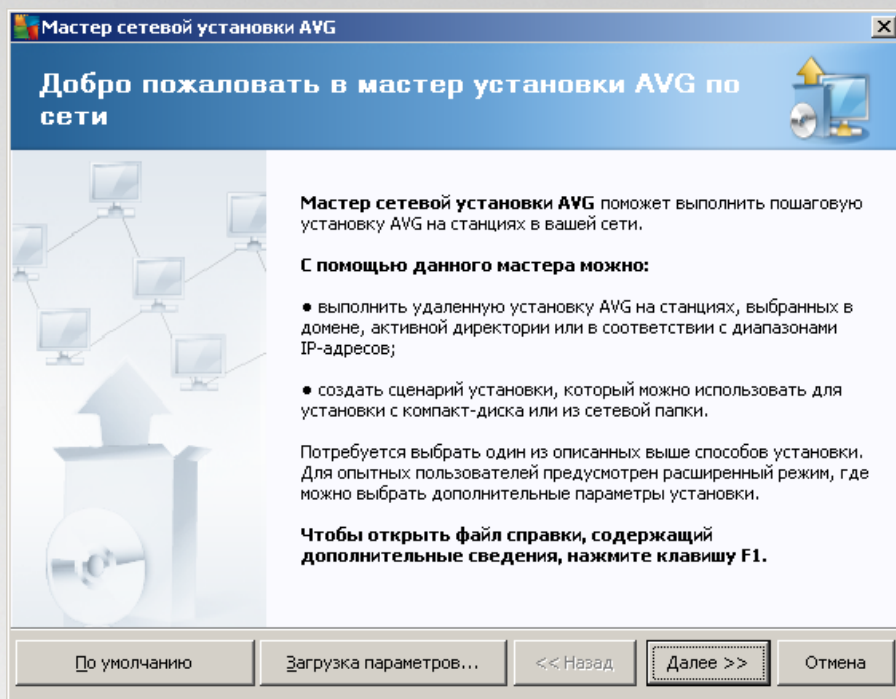 Мастер сетевой установки AVG
Добро пожаловать в мастер установки AVG по
сети
Мастер сетевой установки AVG поможет выполнить пошаговую
установку AVG на станциях в вашей сети.
С помощью данного мастера можно:
● выполнить удаленную установку AVG на станциях, выбранных в
домене, активной директории или в соответствии с диапазонами
IP-адресов;
● создать сценарий установки, который можно использовать для
установки с компакт-диска или из сетевой папки.
Потребуется выбрать один из описанных выше способов установки.
Для опытных пользователей предусмотрен расширенный режим, где
можно выбрать дополнительные параметры установки.
Чтобы открыть файл справки, содержащий
дополнительные сведения, нажмите клавишу F1.
По умолчанию
Загрузка параметров...
<< Назад
Далее >>
Отмена